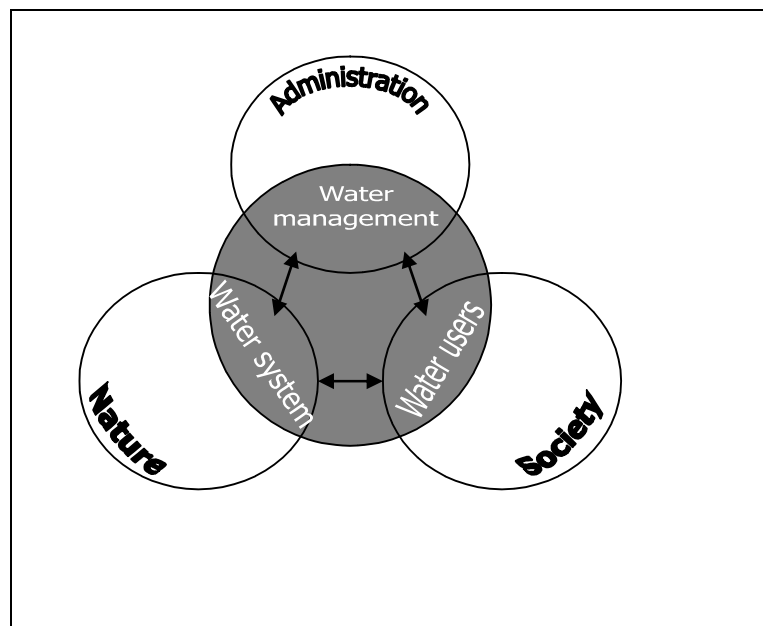 Administration
Water
management
Water system
Water users
Nature
Society